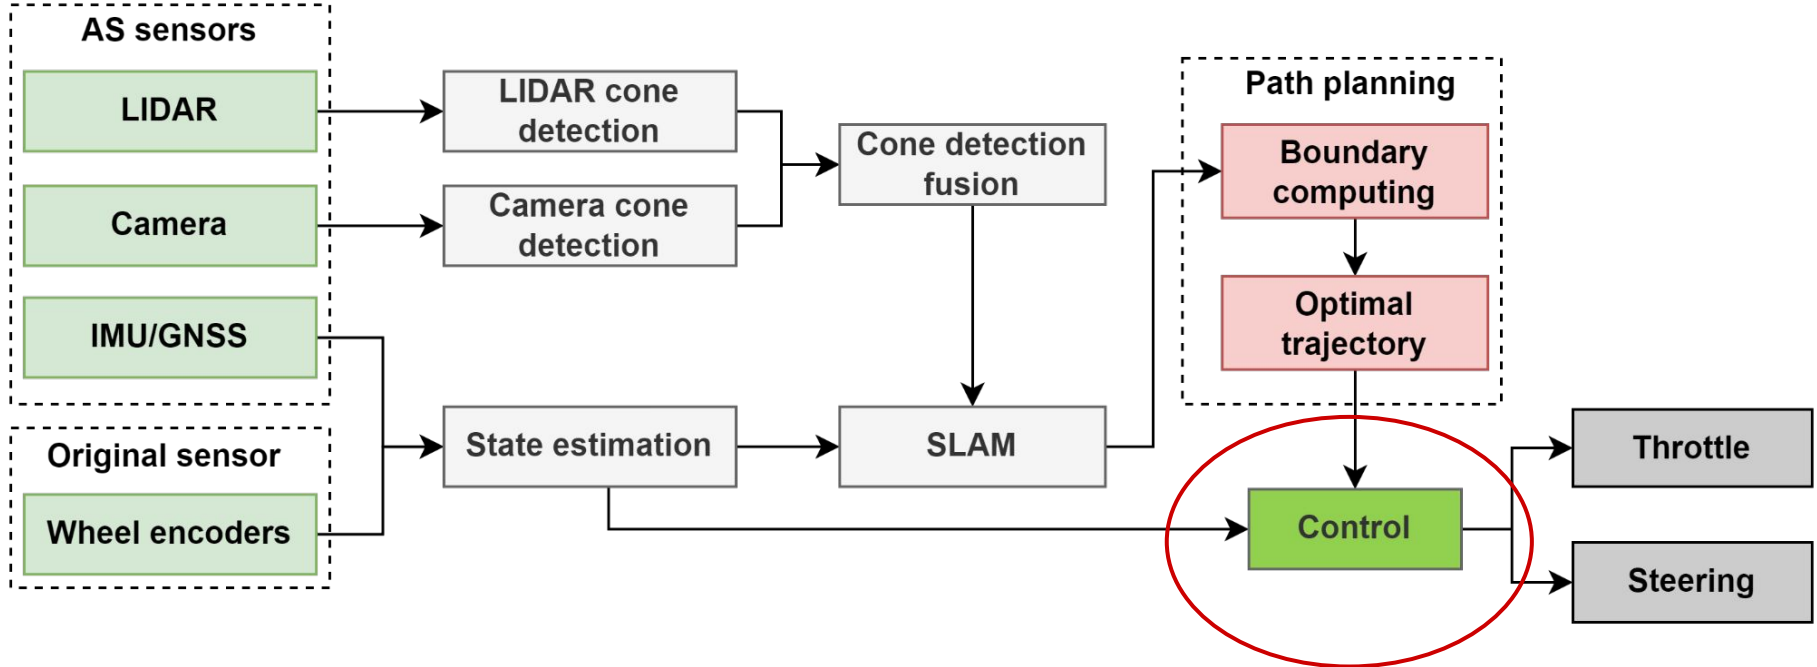 AS sensors
LIDAR
Camera
IMU/GNSS
Original sensor
Wheel encoders
LIDAR cone
detection
Camera cone
detection
State estimation
Cone detection
fusion
SLAM
Path planning
Boundary
computing
Optimal
trajectory
Control
Throttle
Steering